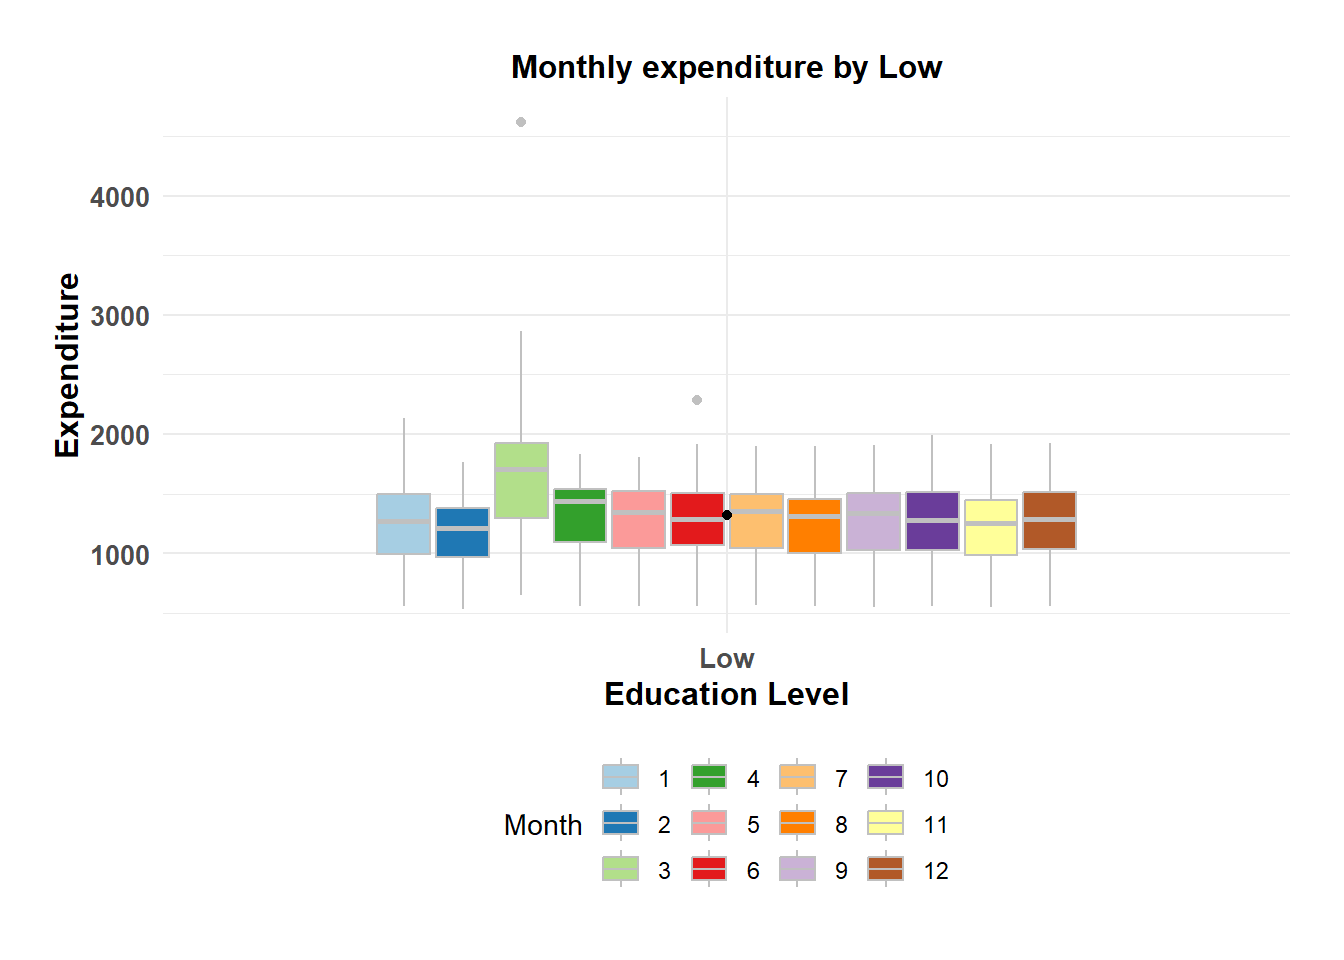 Monthly expenditure by Low
4000
3000
2000
1000
Expenditure
Low
Education Level
Month
1 4 7 10
2 5 8 11
3 6 9 12